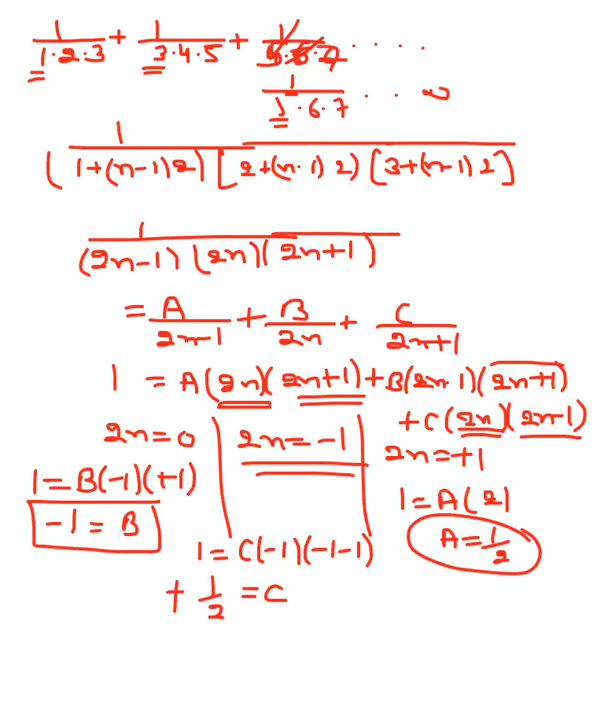 1/(1·2·3) + 1/(3·4·5) + 1/(5·6·7) ....
1/(5·6·7) .. ∞
1/([1+(n-1)2) [2+(n-1)2) [3+(n-1)2])
1/((2n-1)(2n)(2n+1))
= A/(2n-1) + B/2n + C/(2n+1)
1 = A(2n)(2n+1)+B(2n-1)(2n+1)
+C(2n)(2n-1)
2n=0 | 2n=-1 | 2n=+1
1=B(-1)(+1)
1=A(2)
-1=B
A=1/2
1=C(-1)(-1-1)
+ 1/2 =C